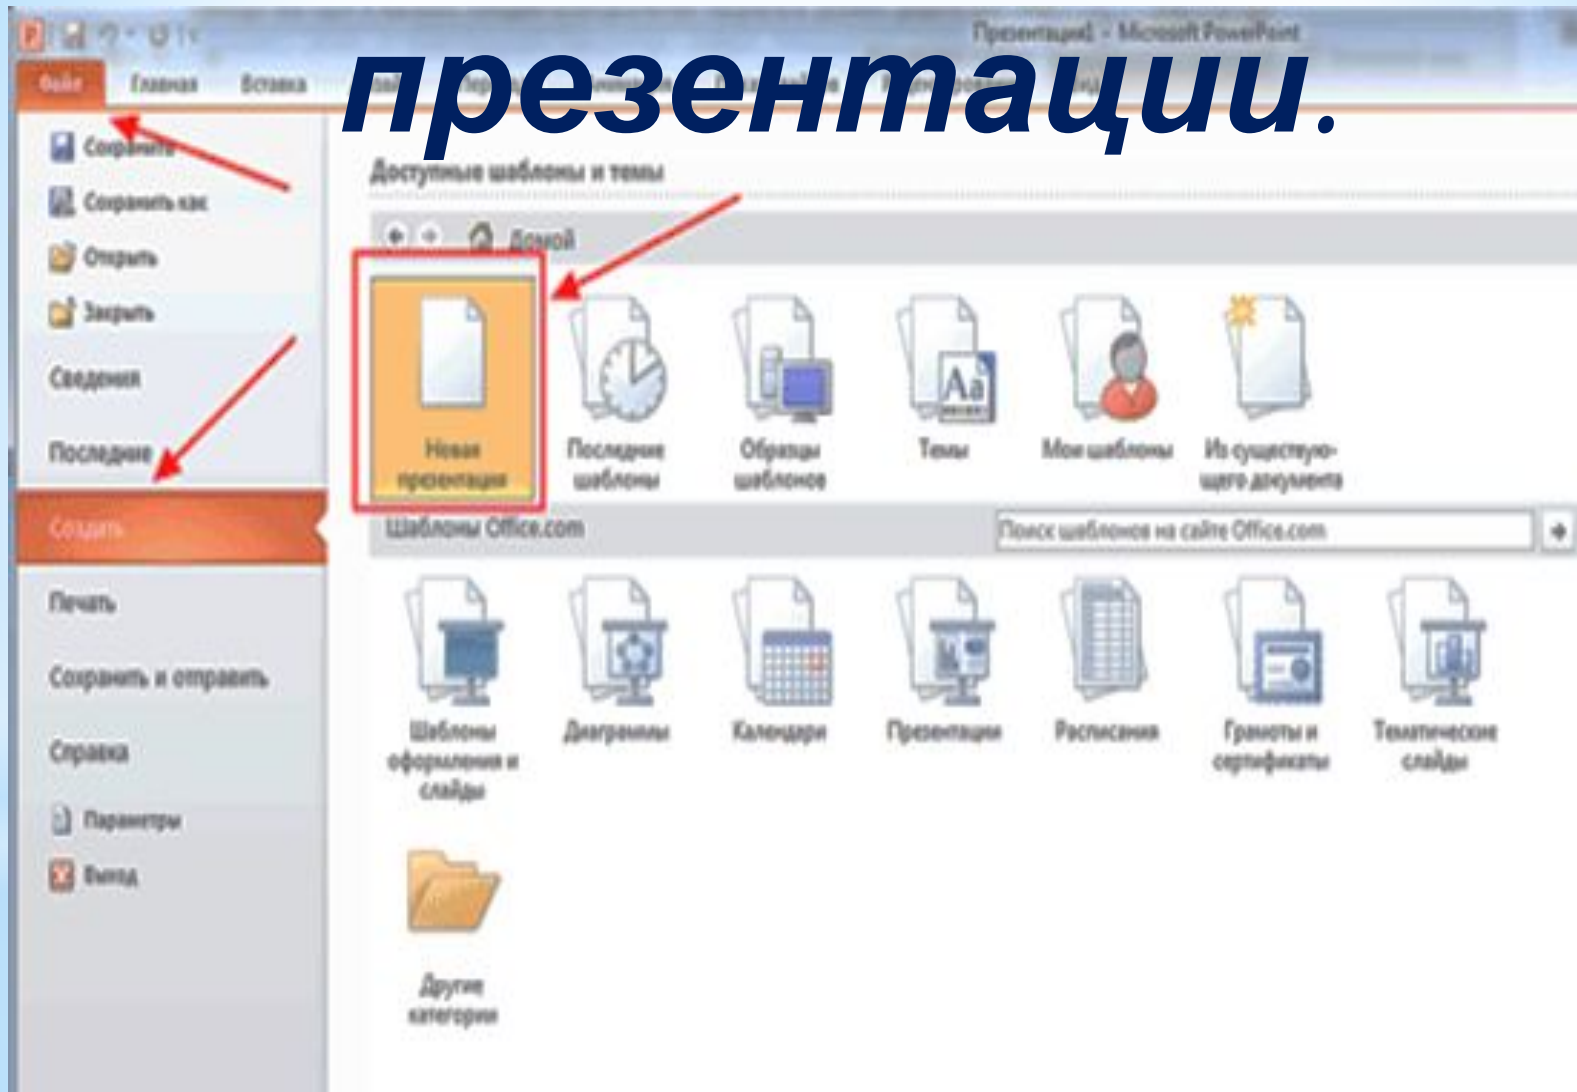 Презентация1 - Microsoft PowerPoint
презентации.
Файл
Главная
Вставка
Сохранить
Сохранить как
Открыть
Закрыть
Сведения
Последние
Создать
Печать
Сохранить и отправить
Справка
Параметры
Выход
Доступные шаблоны и темы
Домой
Новая
презентация
Последние
шаблоны
Образцы
шаблонов
Темы
Мои шаблоны
Из существую-
щего документа
Шаблоны Office.com
Поиск шаблонов на сайте Office.com
Шаблоны
оформления и
слайды
Диаграммы
Календари
Презентации
Расписания
Грамоты и
сертификаты
Тематические
слайды
Другие
категории